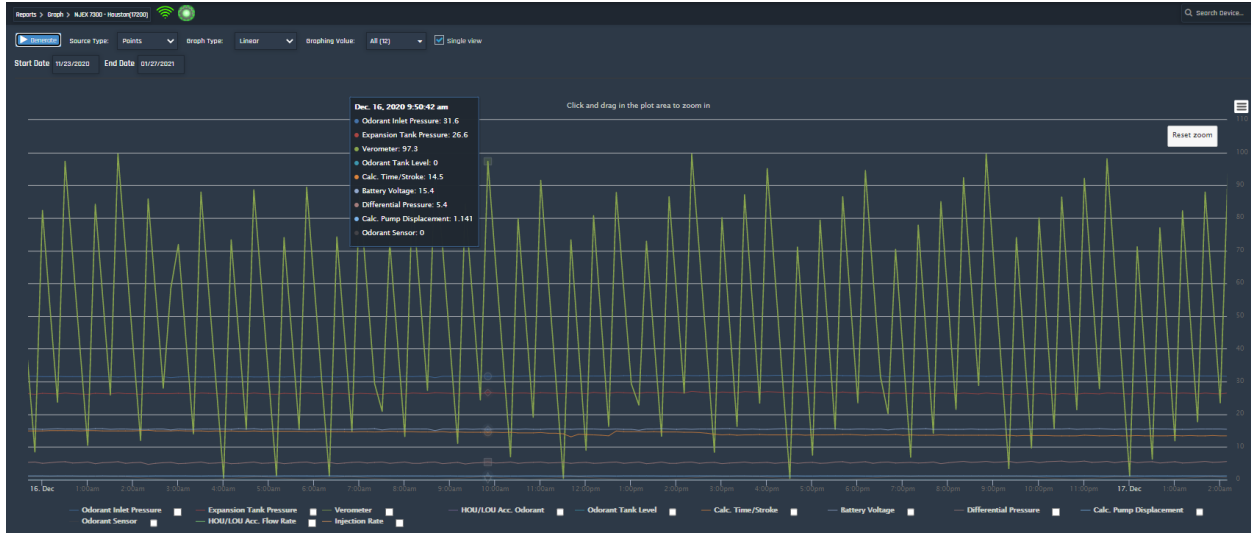 Reports > Graph > NJEX 7300 - Houston(17200)
Search Device...
Generate Source Type: Points Graph Type: Linear Graphing Value: All (12) Single view
Start Date 11/23/2020 End Date 01/27/2021
Click and drag in the plot area to zoom in
Reset zoom
Dec. 16, 2020 9:50:42 am
Odorant Inlet Pressure: 31.6
Expansion Tank Pressure: 26.6
Verometer: 97.3
Odorant Tank Level: 0
Calc. Time/Stroke: 14.5
Battery Voltage: 15.4
Differential Pressure: 5.4
Calc. Pump Displacement: 1.141
Odorant Sensor: 0
110
100
90
80
70
60
50
40
30
20
10
0
16. Dec 1:00am 2:00am 3:00am 4:00am 5:00am 6:00am 7:00am 8:00am 9:00am 10:00am 11:00am 12:00pm 1:00pm 2:00pm 3:00pm 4:00pm 5:00pm 6:00pm 7:00pm 8:00pm 9:00pm 10:00pm 11:00pm 17. Dec 1:00am 2:00am
Odorant Inlet Pressure Expansion Tank Pressure Verometer HOU/LOU Acc. Odorant Odorant Tank Level Calc. Time/Stroke Battery Voltage Differential Pressure Calc. Pump Displacement
Odorant Sensor HOU/LOU Acc. Flow Rate Injection Rate